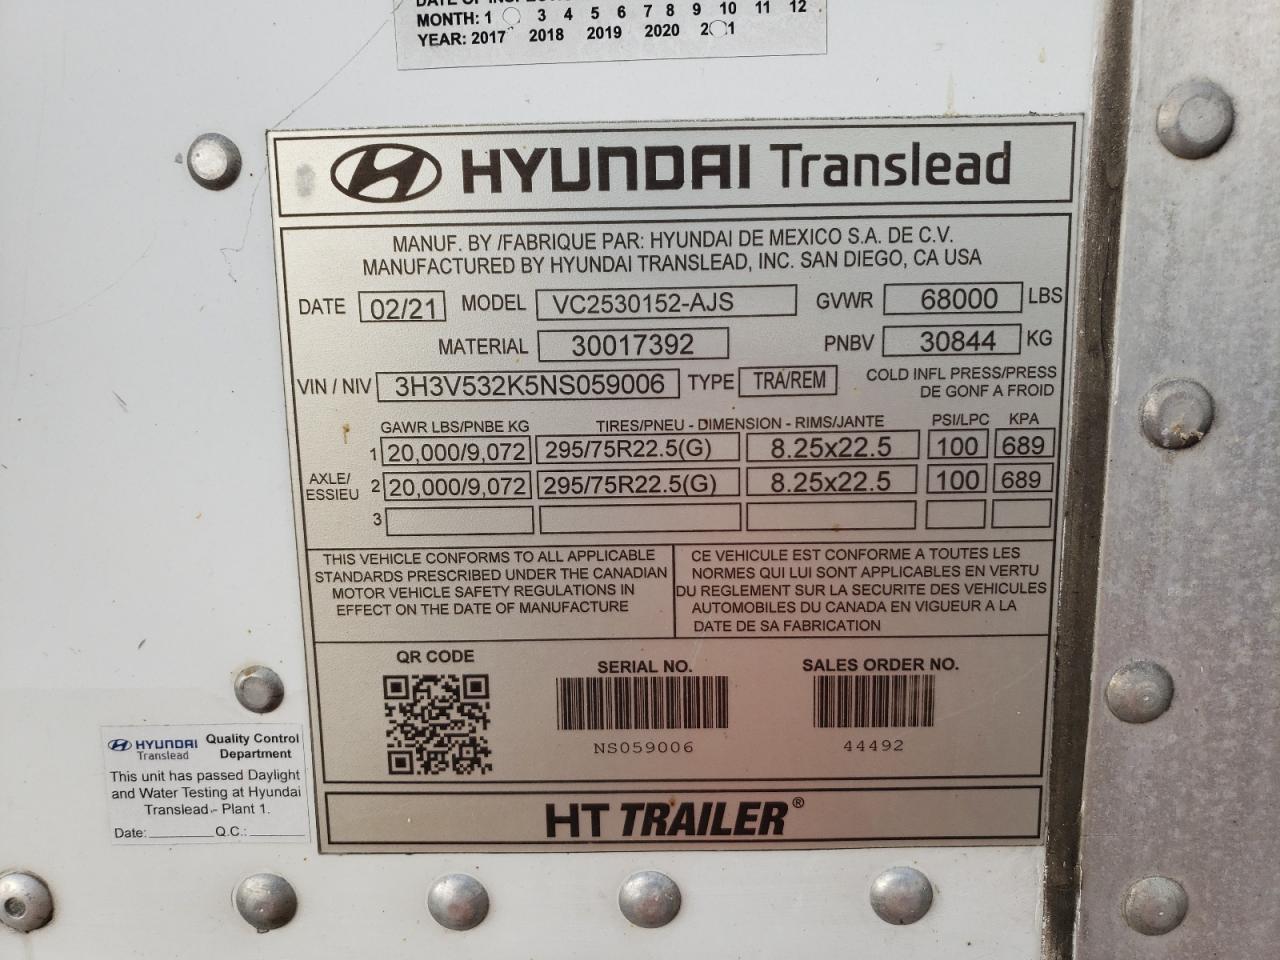 MONTH: 1 3 4 5 6 7 8 9 10 11 12
YEAR: 2017 2018 2019 2020 2 1
HYUNDAI Translead
MANUF. BY /FABRIQUE PAR: HYUNDAI DE MEXICO S.A. DE C.V.
MANUFACTURED BY HYUNDAI TRANSLEAD, INC. SAN DIEGO, CA USA
DATE 02/21 MODEL VC2530152-AJS GVWR 68000 LBS
MATERIAL 30017392 PNBV 30844 KG
VIN / NIV 3H3V532K5NS059006 TYPE TRA/REM COLD INFL PRESS/PRESS
DE GONF A FROID
GAWR LBS/PNBE KG TIRES/PNEU - DIMENSION - RIMS/JANTE PSI/LPC KPA
1 20,000/9,072 295/75R22.5(G) 8.25x22.5 100 689
AXLE/
ESSIEU 2 20,000/9,072 295/75R22.5(G) 8.25x22.5 100 689
3
THIS VEHICLE CONFORMS TO ALL APPLICABLE
STANDARDS PRESCRIBED UNDER THE CANADIAN
MOTOR VEHICLE SAFETY REGULATIONS IN
EFFECT ON THE DATE OF MANUFACTURE
CE VEHICULE EST CONFORME A TOUTES LES
NORMES QUI LUI SONT APPLICABLES EN VERTU
DU REGLEMENT SUR LA SECURITE DES VEHICULES
AUTOMOBILES DU CANADA EN VIGUEUR A LA
DATE DE SA FABRICATION
QR CODE SERIAL NO. SALES ORDER NO.
NS059006 44492
HT TRAILER®
HYUNDAI Translead
Quality Control
Department
This unit has passed Daylight
and Water Testing at Hyundai
Translead - Plant 1.
Date:________ Q.C.:________